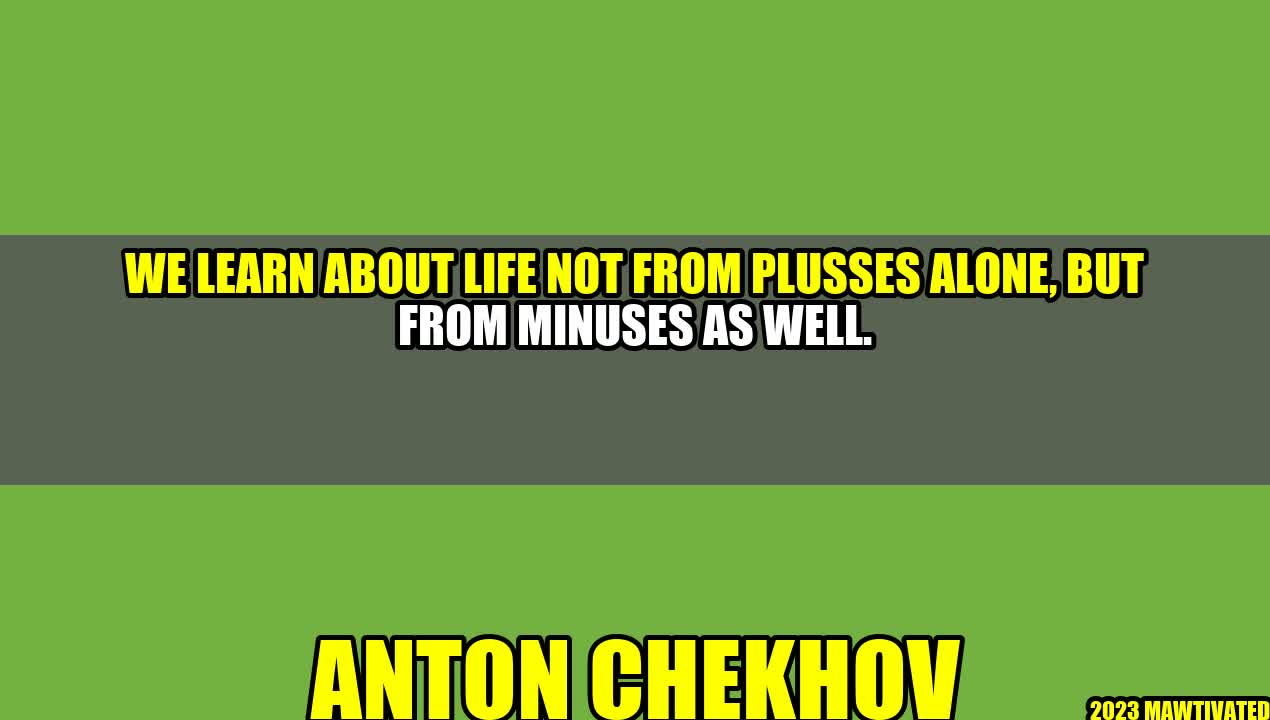 WE LEARN ABOUT LIFE NOT FROM PLUSSES ALONE, BUT
FROM MINUSES AS WELL.
ANTON CHEKHOV
2023 MAWTIVATED